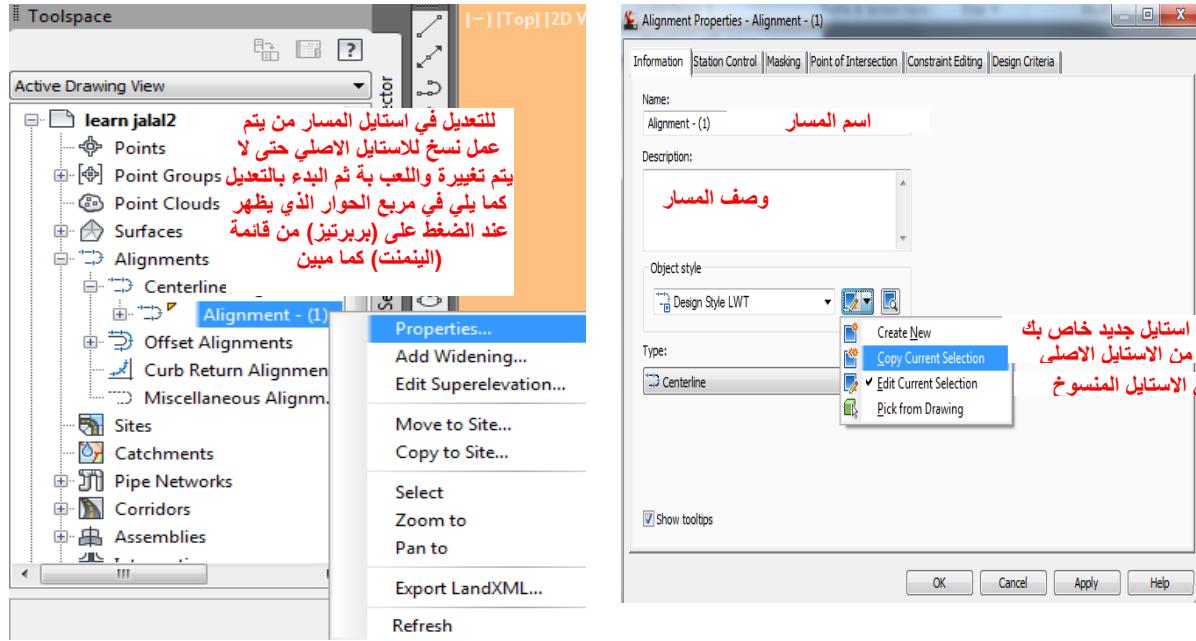 Toolspace
Active Drawing View
learn jalal2
Points
Point Groups
Point Clouds
Surfaces
Alignments
Centerline
Alignment - (1)
Offset Alignments
Curb Return Alignmen
Miscellaneous Alignm.
Sites
Catchments
Pipe Networks
Corridors
Assemblies
للتعديل في استايل المسار من يتم
عمل نسخ للاستايل الاصلي حتى لا
يتم تغييرة واللعب بة ثم البدء بالتعديل
كما يلي في مربع الحوار الذي يظهر
عند الضغط على (بربرتيز) من قائمة
(الينمنت) كما مبين
Properties...
Add Widening...
Edit Superelevation...
Move to Site...
Copy to Site...
Select
Zoom to
Pan to
Export LandXML...
Refresh
[−] [Top] [2D W
Alignment Properties - Alignment - (1)
Information Station Control Masking Point of Intersection Constraint Editing Design Criteria
Name:
Alignment - (1)
اسم المسار
Description:
وصف المسار
Object style
Design Style LWT
Create New
Copy Current Selection
Edit Current Selection
Pick from Drawing
استايل جديد خاص بك
من الاستايل الاصلي
الاستايل المنسوخ
Type:
Centerline
Show tooltips
OK Cancel Apply Help